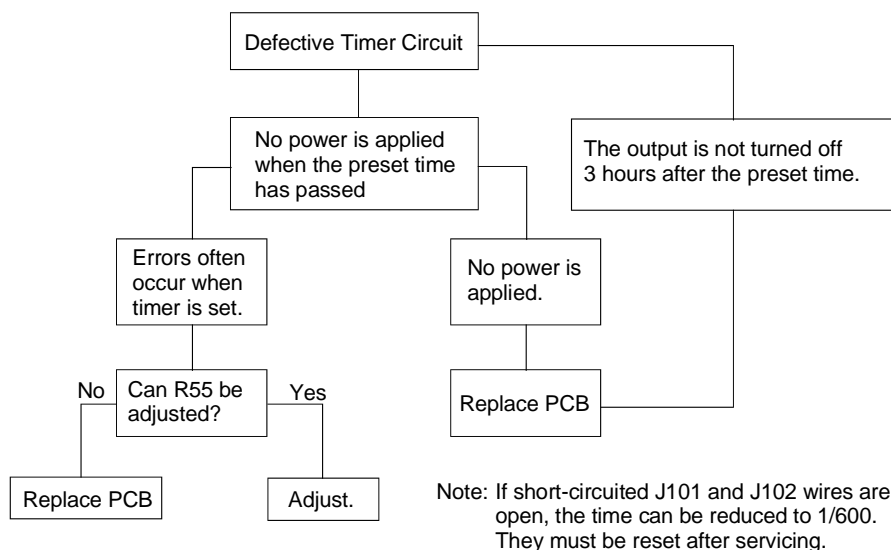 Defective Timer Circuit
No power is applied
when the preset time
has passed
The output is not turned off
3 hours after the preset time.
Errors often
occur when
timer is set.
No power is
applied.
No
Can R55 be
adjusted?
Yes
Replace PCB
Replace PCB
Adjust.
Note: If short-circuited J101 and J102 wires are
open, the time can be reduced to 1/600.
They must be reset after servicing.